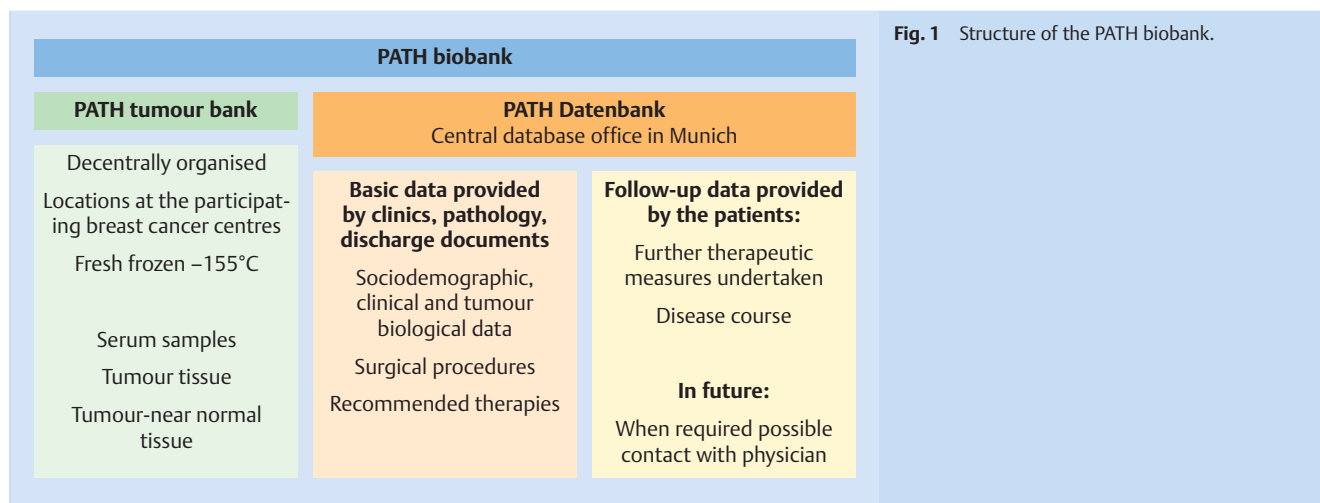 PATH biobank
PATH tumour bank
Decentrally organised
Locations at the participat-
ing breast cancer centres
Fresh frozen –155°C
Serum samples
Tumour tissue
Tumour-near normal
tissue
PATH Datenbank
Central database office in Munich
Basic data provided
by clinics, pathology,
discharge documents
Sociodemographic,
clinical and tumour
biological data
Surgical procedures
Recommended therapies
Follow-up data provided
by the patients:
Further therapeutic
measures undertaken
Disease course
In future:
When required possible
contact with physician
Fig. 1 Structure of the PATH biobank.